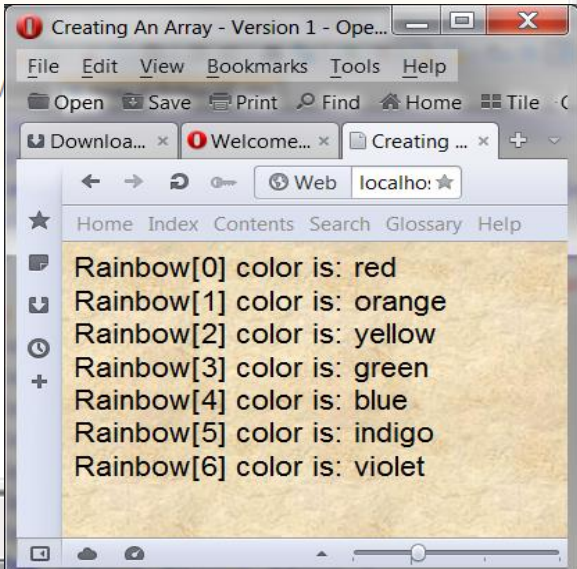 Creating An Array - Version 1 - Ope...
File Edit View Bookmarks Tools Help
Open Save Print Find Home Tile
Downloa... Welcome... Creating ...
Web localho:
Home Index Contents Search Glossary Help
Rainbow[0] color is: red
Rainbow[1] color is: orange
Rainbow[2] color is: yellow
Rainbow[3] color is: green
Rainbow[4] color is: blue
Rainbow[5] color is: indigo
Rainbow[6] color is: violet